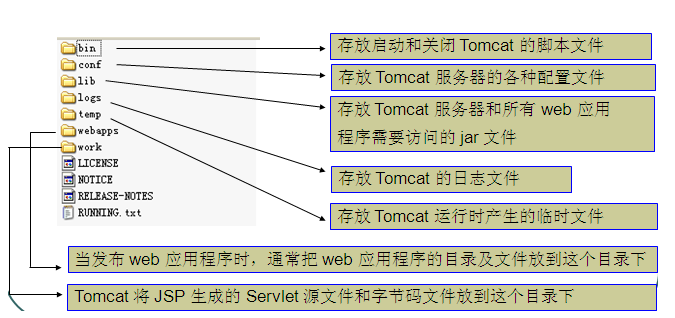 bin
存放启动和关闭 Tomcat 的脚本文件
conf
存放 Tomcat 服务器的各种配置文件
lib
存放 Tomcat 服务器和所有 web 应用
程序需要访问的 jar 文件
logs
存放 Tomcat 的日志文件
temp
存放 Tomcat 运行时产生的临时文件
webapps
work
LICENSE
NOTICE
RELEASE-NOTES
RUNNING.txt
当发布 web 应用程序时，通常把 web 应用程序的目录及文件放到这个目录下
Tomcat 将 JSP 生成的 Servlet 源文件和字节码文件放到这个目录下